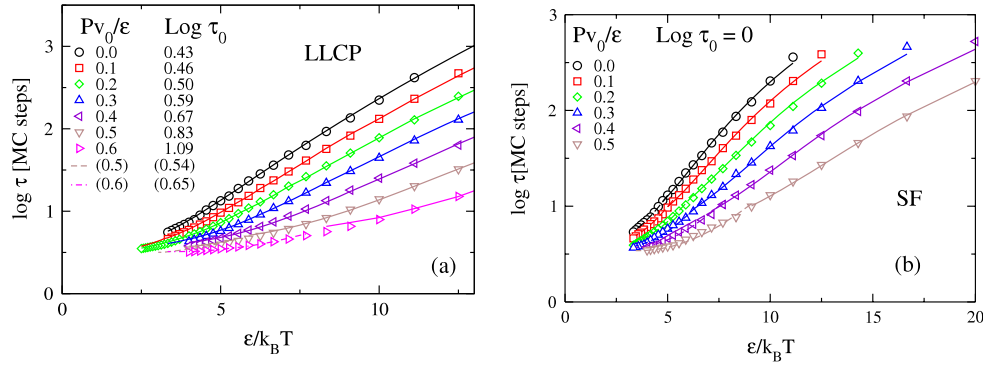 Pv0/ε Log τ0
0.0 0.43
0.1 0.46
0.2 0.50
0.3 0.59
0.4 0.67
0.5 0.83
0.6 1.09
(0.5) (0.54)
(0.6) (0.65)
LLCP
(a)
log τ [MC steps]
3
2
1
0
0 5 10
ε/kBT
Pv0/ε Log τ0 = 0
0.0
0.1
0.2
0.3
0.4
0.5
SF
(b)
log τ[MC steps]
3
2
1
0
0 5 10 15 20
ε/kBT